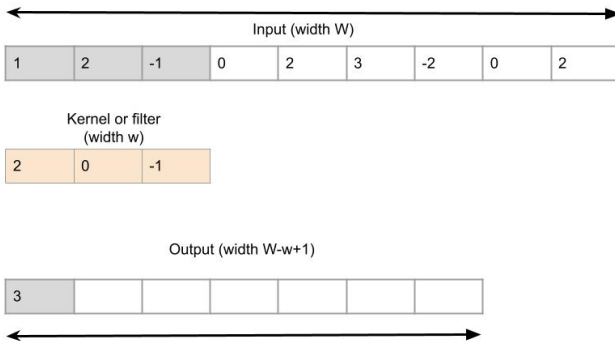 Input (width W)
1 2 -1 0 2 3 -2 0 2
Kernel or filter
(width w)
2 0 -1
Output (width W-w+1)
3